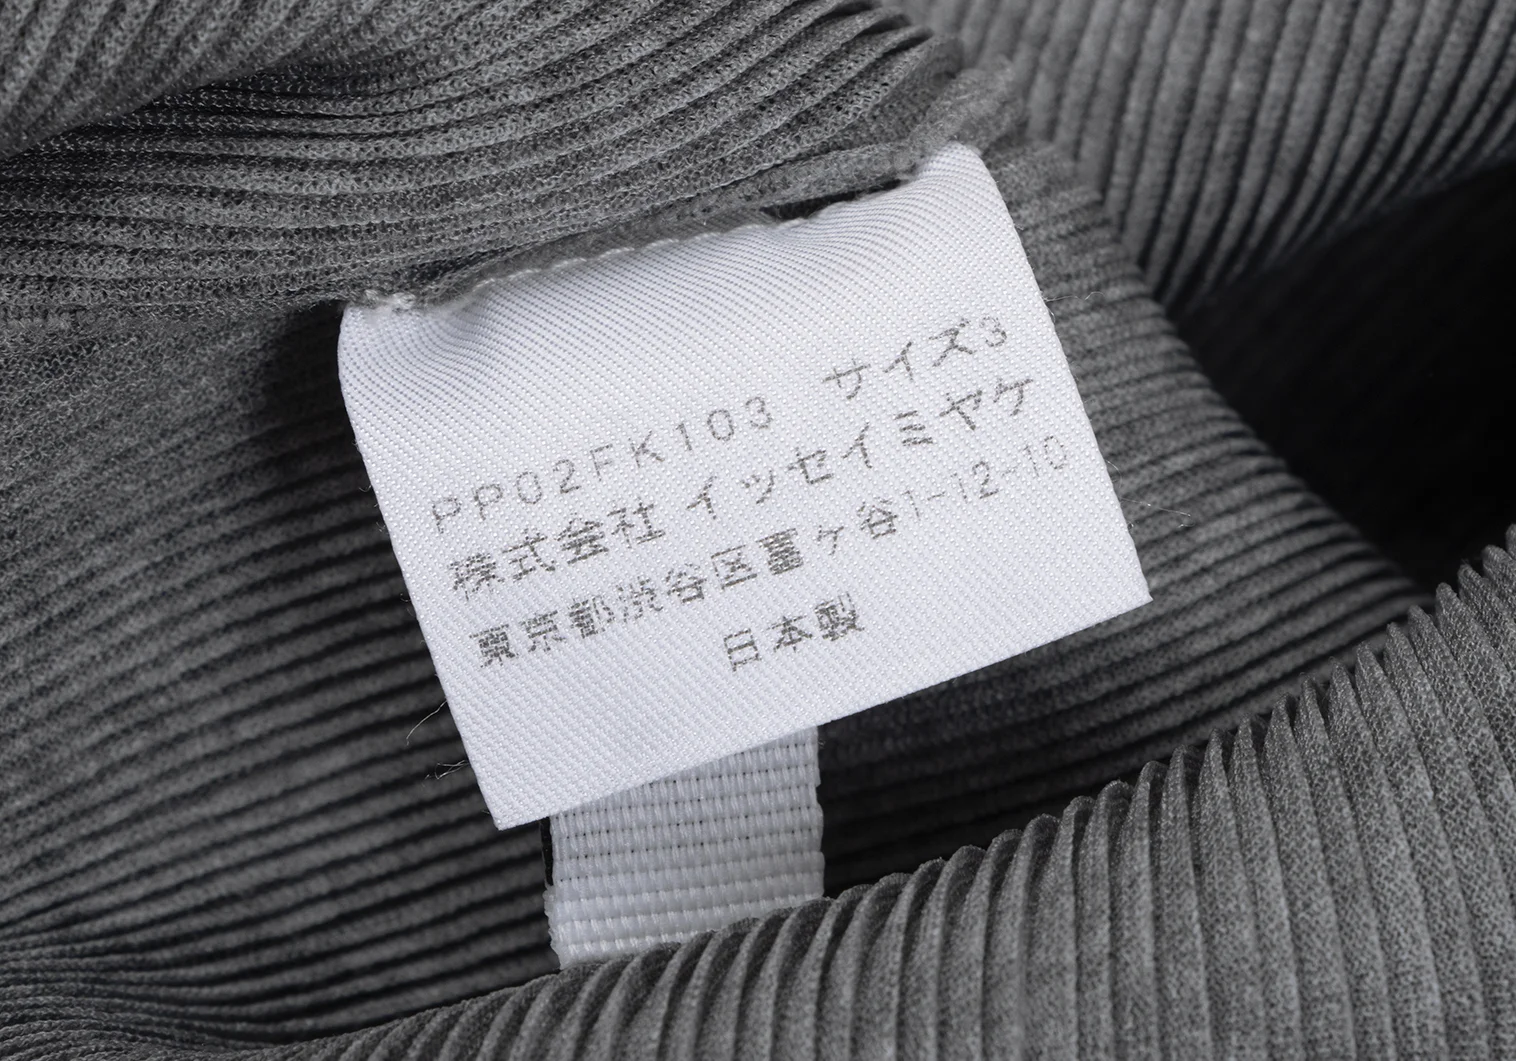 PP02FK103 サイズ3
株式会社 イッセイミヤケ
東京都渋谷区富ヶ谷1-12-10
日本製